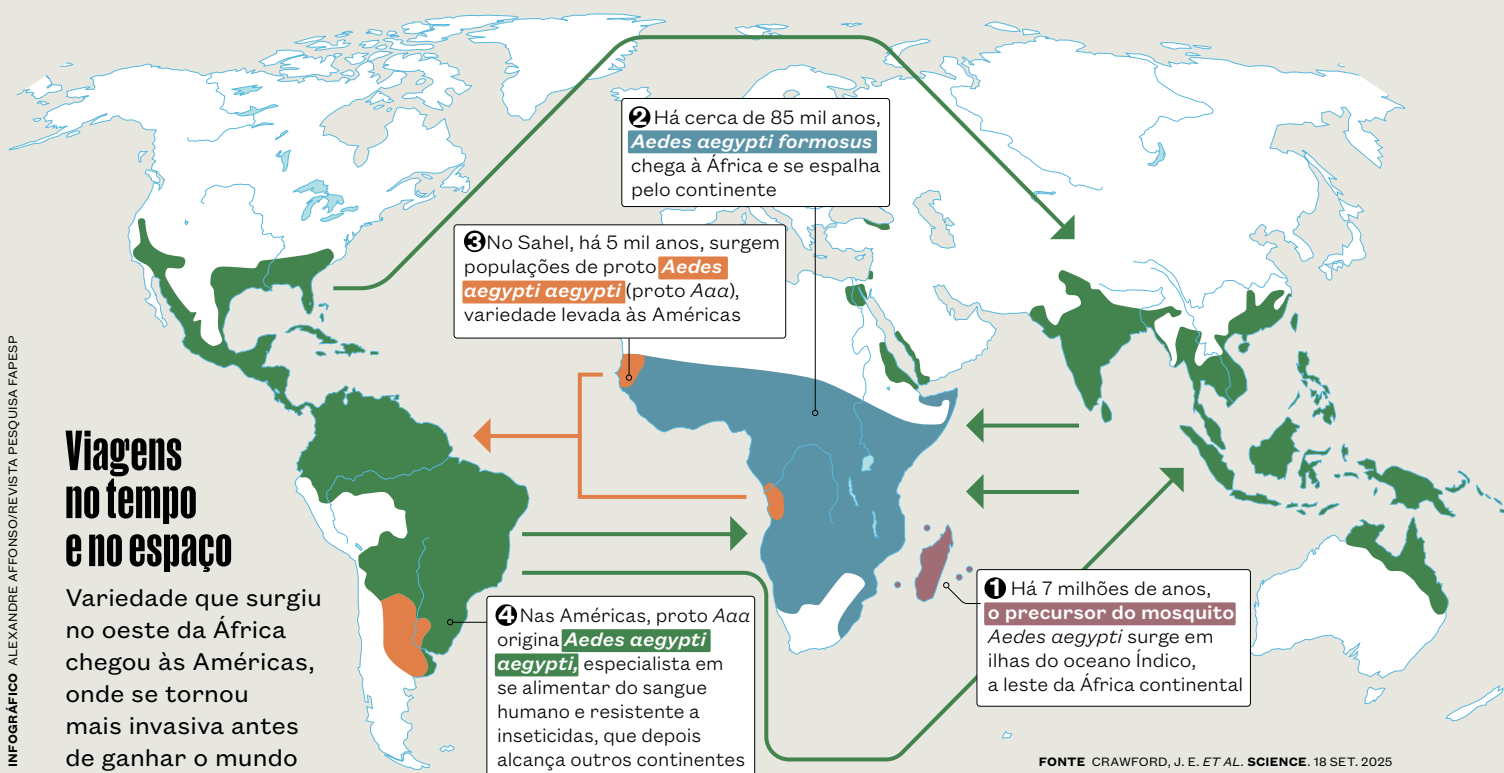 Viagens
no tempo
e no espaço
Variedade que surgiu
no oeste da África
chegou às Américas,
onde se tornou
mais invasiva antes
de ganhar o mundo
1 Há 7 milhões de anos,
o precursor do mosquito
Aedes aegypti surge em
ilhas do oceano Índico,
a leste da África continental
2 Há cerca de 85 mil anos,
Aedes aegypti formosus
chega à África e se espalha
pelo continente
3 No Sahel, há 5 mil anos, surgem
populações de proto Aedes
aegypti aegypti (proto Aaa),
variedade levada às Américas
4 Nas Américas, proto Aaa
origina Aedes aegypti
aegypti, especialista em
se alimentar do sangue
humano e resistente a
inseticidas, que depois
alcança outros continentes
FONTE CRAWFORD, J. E. ET AL. SCIENCE. 18 SET. 2025
INFOGRÁFICO ALEXANDRE AFFONSO/REVISTA PESQUISA FAPESP